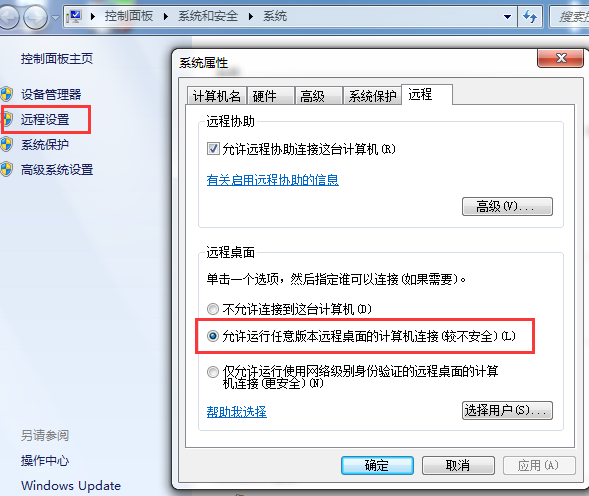 控制面板 系统和安全 系统
搜索控
控制面板主页
设备管理器
远程设置
系统保护
高级系统设置
另请参阅
操作中心
Windows Update
系统属性
计算机名 硬件 高级 系统保护 远程
远程协助
允许远程协助连接这台计算机(R)
有关启用远程协助的信息
高级(V)...
远程桌面
单击一个选项，然后指定谁可以连接(如果需要)。
不允许连接到这台计算机(D)
允许运行任意版本远程桌面的计算机连接(较不安全)(L)
仅允许运行使用网络级别身份验证的远程桌面的计算
机连接(更安全)(N)
帮助我选择
选择用户(S)...
确定 取消 应用(A)